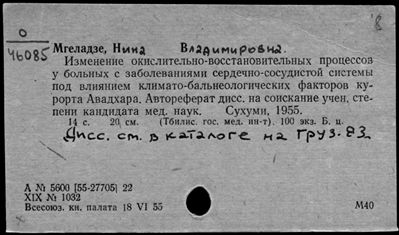 8
0
46085
Мгеладзе, Нина Владимировна.
Изменение окислительно-восстановительных процессов
у больных с заболеваниями сердечно-сосудистой системы
под влиянием климато-бальнеологических факторов ку-
рорта Авадхара. Автореферат дисс. на соискание учен. сте-
пени кандидата мед. наук. Сухуми, 1955.
14 с. 20 см. (Тбилис. гос. мед. ин-т). 100 экз. Б. ц.
Дисс. см. в каталоге на груз. яз.
А № 5600 [55-27705] 22
XIX № 1032
Всесоюз. кн. палата 18 VI 55
М40